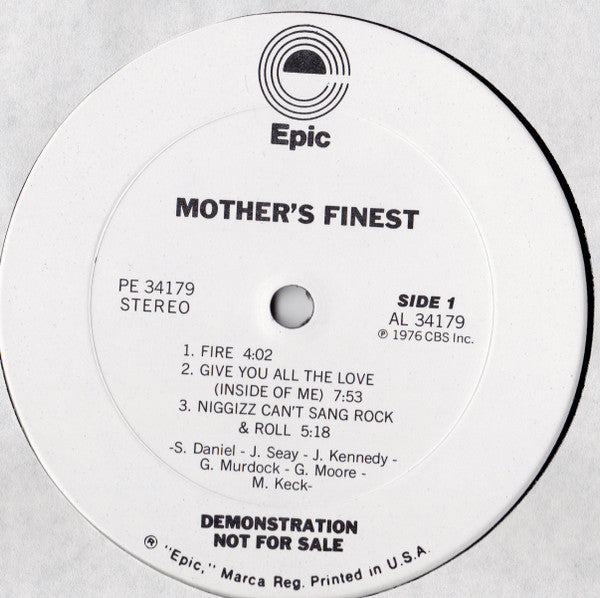 Epic
MOTHER'S FINEST
PE 34179
STEREO
SIDE 1
AL 34179
℗ 1976 CBS Inc.
1. FIRE 4:02
2. GIVE YOU ALL THE LOVE
(INSIDE OF ME) 7:53
3. NIGGIZZ CAN'T SANG ROCK
& ROLL 5:18
-S. Daniel - J. Seay - J. Kennedy -
G. Murdock - G. Moore -
M. Keck-
DEMONSTRATION
NOT FOR SALE
® "Epic," Marca Reg. Printed in U.S.A.